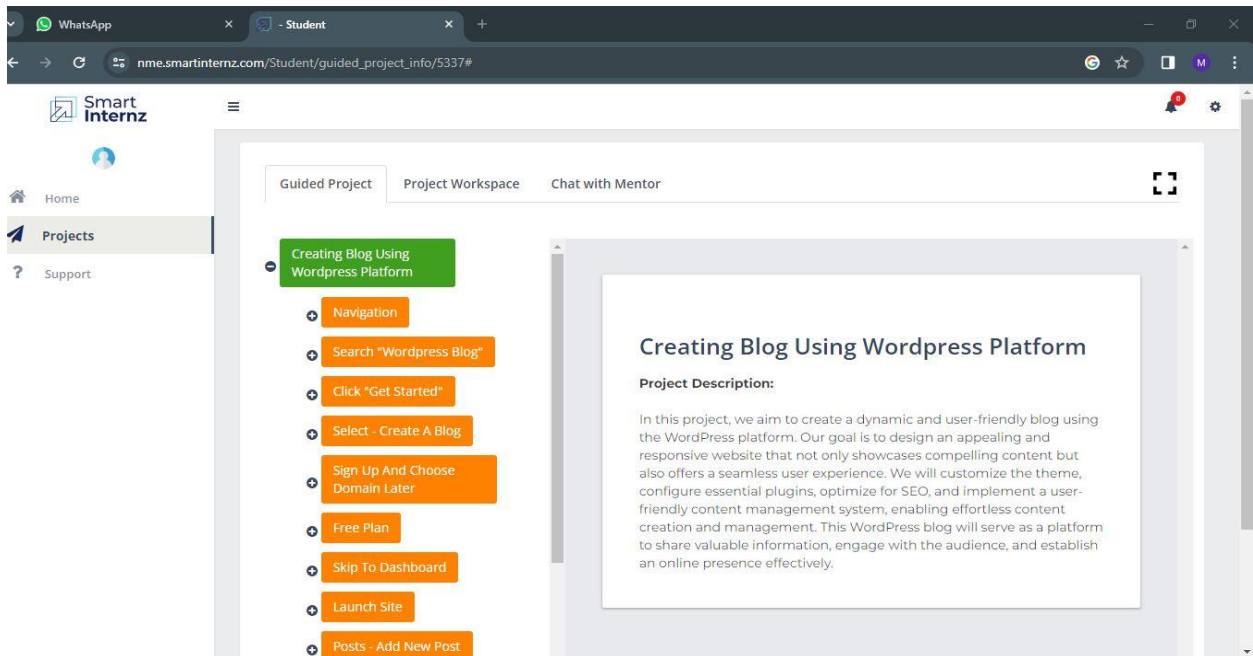 WhatsApp
- Student
nme.smartinternz.com/Student/guided_project_info/5337#
M
Smart
Internz
0
Home
Projects
Support
Guided Project
Project Workspace
Chat with Mentor
Creating Blog Using
Wordpress Platform
Navigation
Search "Wordpress Blog"
Click "Get Started"
Select - Create A Blog
Sign Up And Choose
Domain Later
Free Plan
Skip To Dashboard
Launch Site
Posts - Add New Post
Creating Blog Using Wordpress Platform
Project Description:
In this project, we aim to create a dynamic and user-friendly blog using
the WordPress platform. Our goal is to design an appealing and
responsive website that not only showcases compelling content but
also offers a seamless user experience. We will customize the theme,
configure essential plugins, optimize for SEO, and implement a user-
friendly content management system, enabling effortless content
creation and management. This WordPress blog will serve as a platform
to share valuable information, engage with the audience, and establish
an online presence effectively.